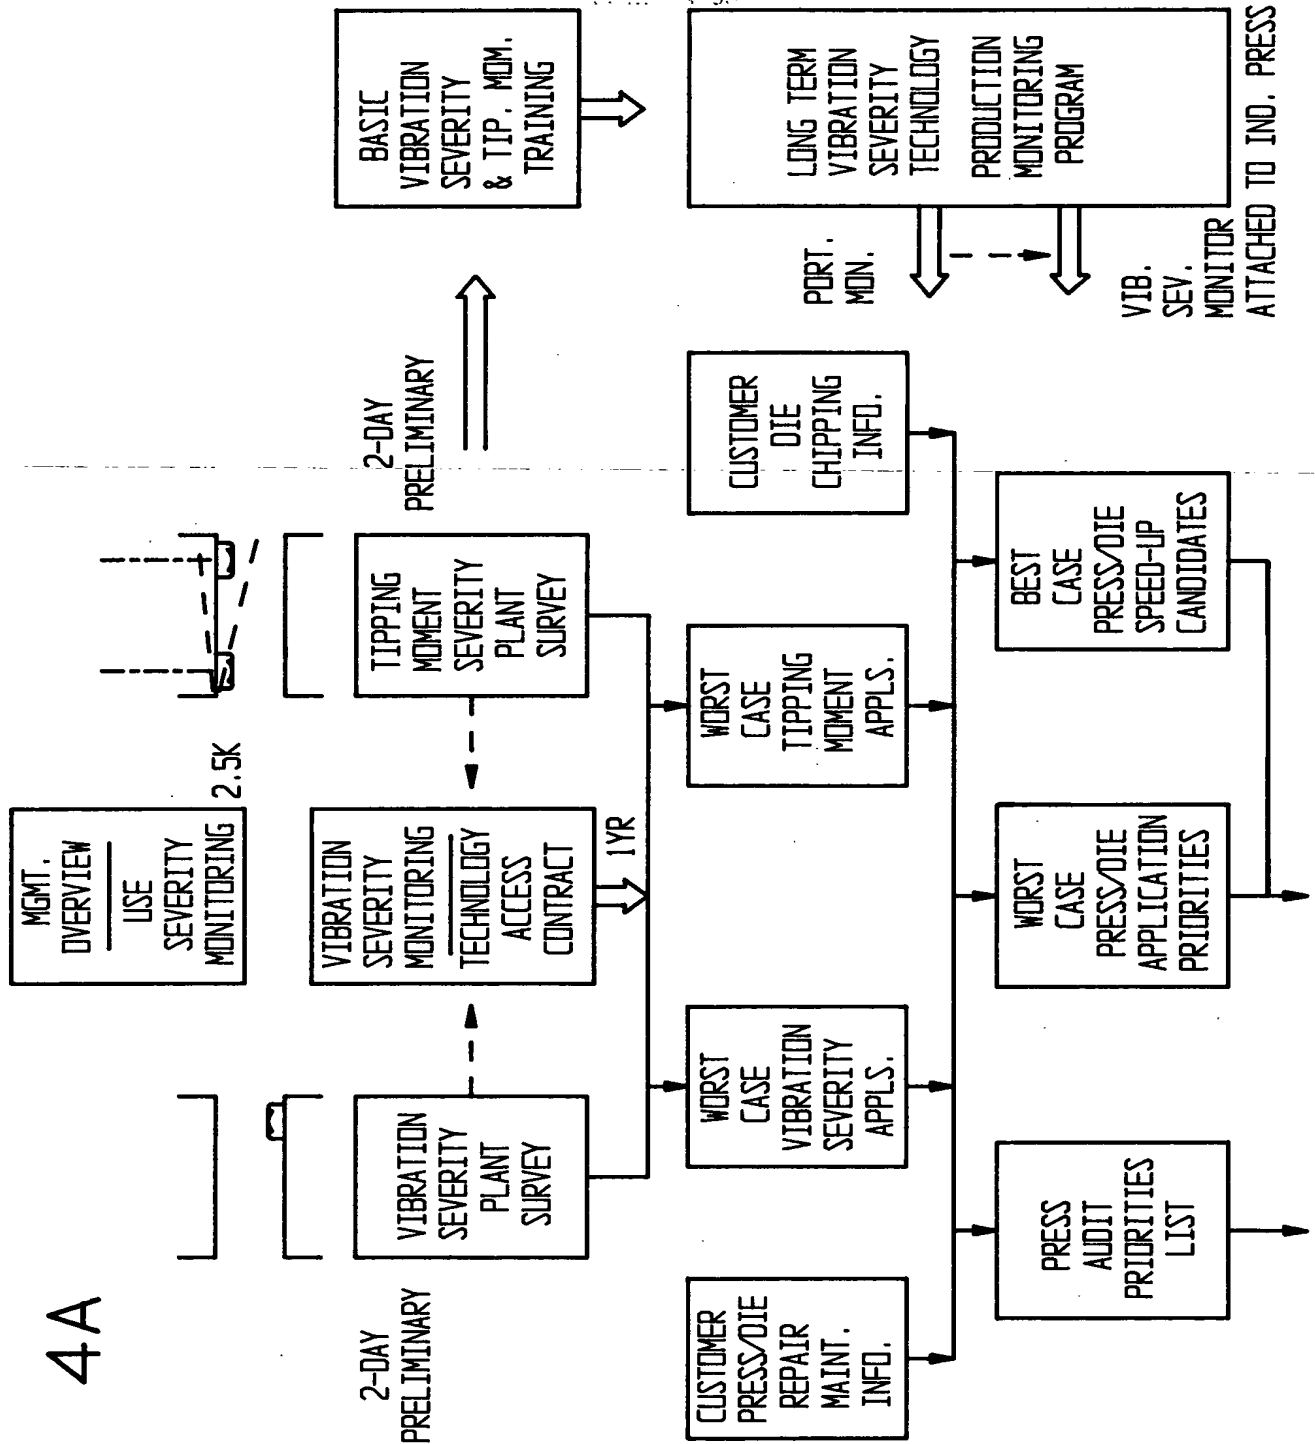 4A
MGMT.
OVERVIEW
USE
SEVERITY
MONITORING
2.5K
2-DAY
PRELIMINARY
VIBRATION
SEVERITY
PLANT
SURVEY
VIBRATION
SEVERITY
MONITORING
TECHNOLOGY
ACCESS
CONTRACT
1YR
TIPPING
MOMENT
SEVERITY
PLANT
SURVEY
2-DAY
PRELIMINARY
BASIC
VIBRATION
SEVERITY
& TIP. MOM.
TRAINING
CUSTOMER
PRESS/DIE
REPAIR
MAINT.
INFO.
WORST
CASE
VIBRATION
SEVERITY
APPLS.
WORST
CASE
TIPPING
MOMENT
APPLS.
CUSTOMER
DIE
CHIPPING
INFO.
PORT.
MON.
LONG TERM
VIBRATION
SEVERITY
TECHNOLOGY
PRODUCTION
MONITORING
PROGRAM
PRESS
AUDIT
PRIORITIES
LIST
WORST
CASE
PRESS/DIE
APPLICATION
PRIORITIES
BEST
CASE
PRESS/DIE
SPEED-UP
CANDIDATES
VIB.
SEV.
MONITOR
ATTACHED TO IND. PRESS